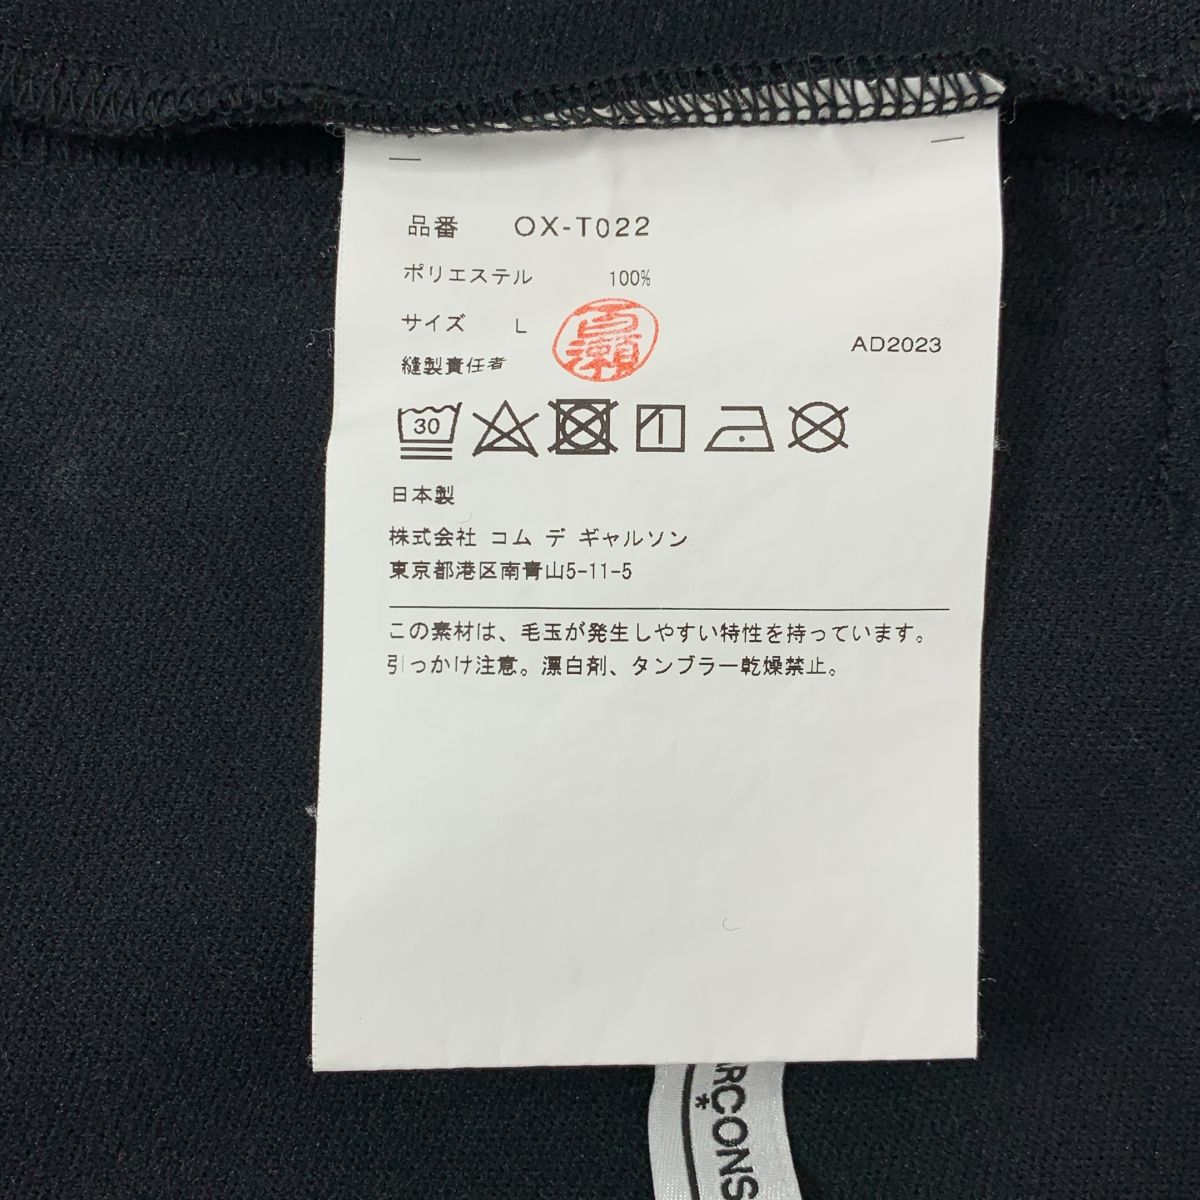 品番 OX-T022
ポリエステル 100%
サイズ L
百瀬
AD2023
縫製責任者
30
日本製
株式会社 コム デ ギャルソン
東京都港区南青山5-11-5
この素材は、毛玉が発生しやすい特性を持っています。
引っかけ注意。漂白剤、タンブラー乾燥禁止。
RCONS
*